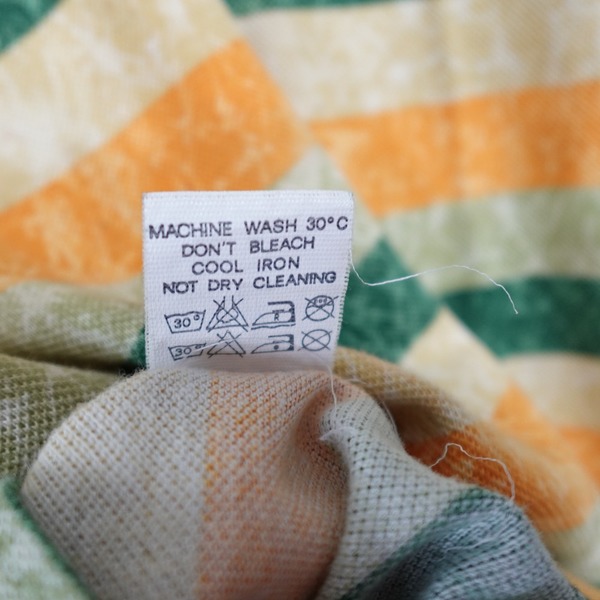 MACHINE WASH 30°C
DON'T BLEACH
COOL IRON
NOT DRY CLEANING
30°
30°